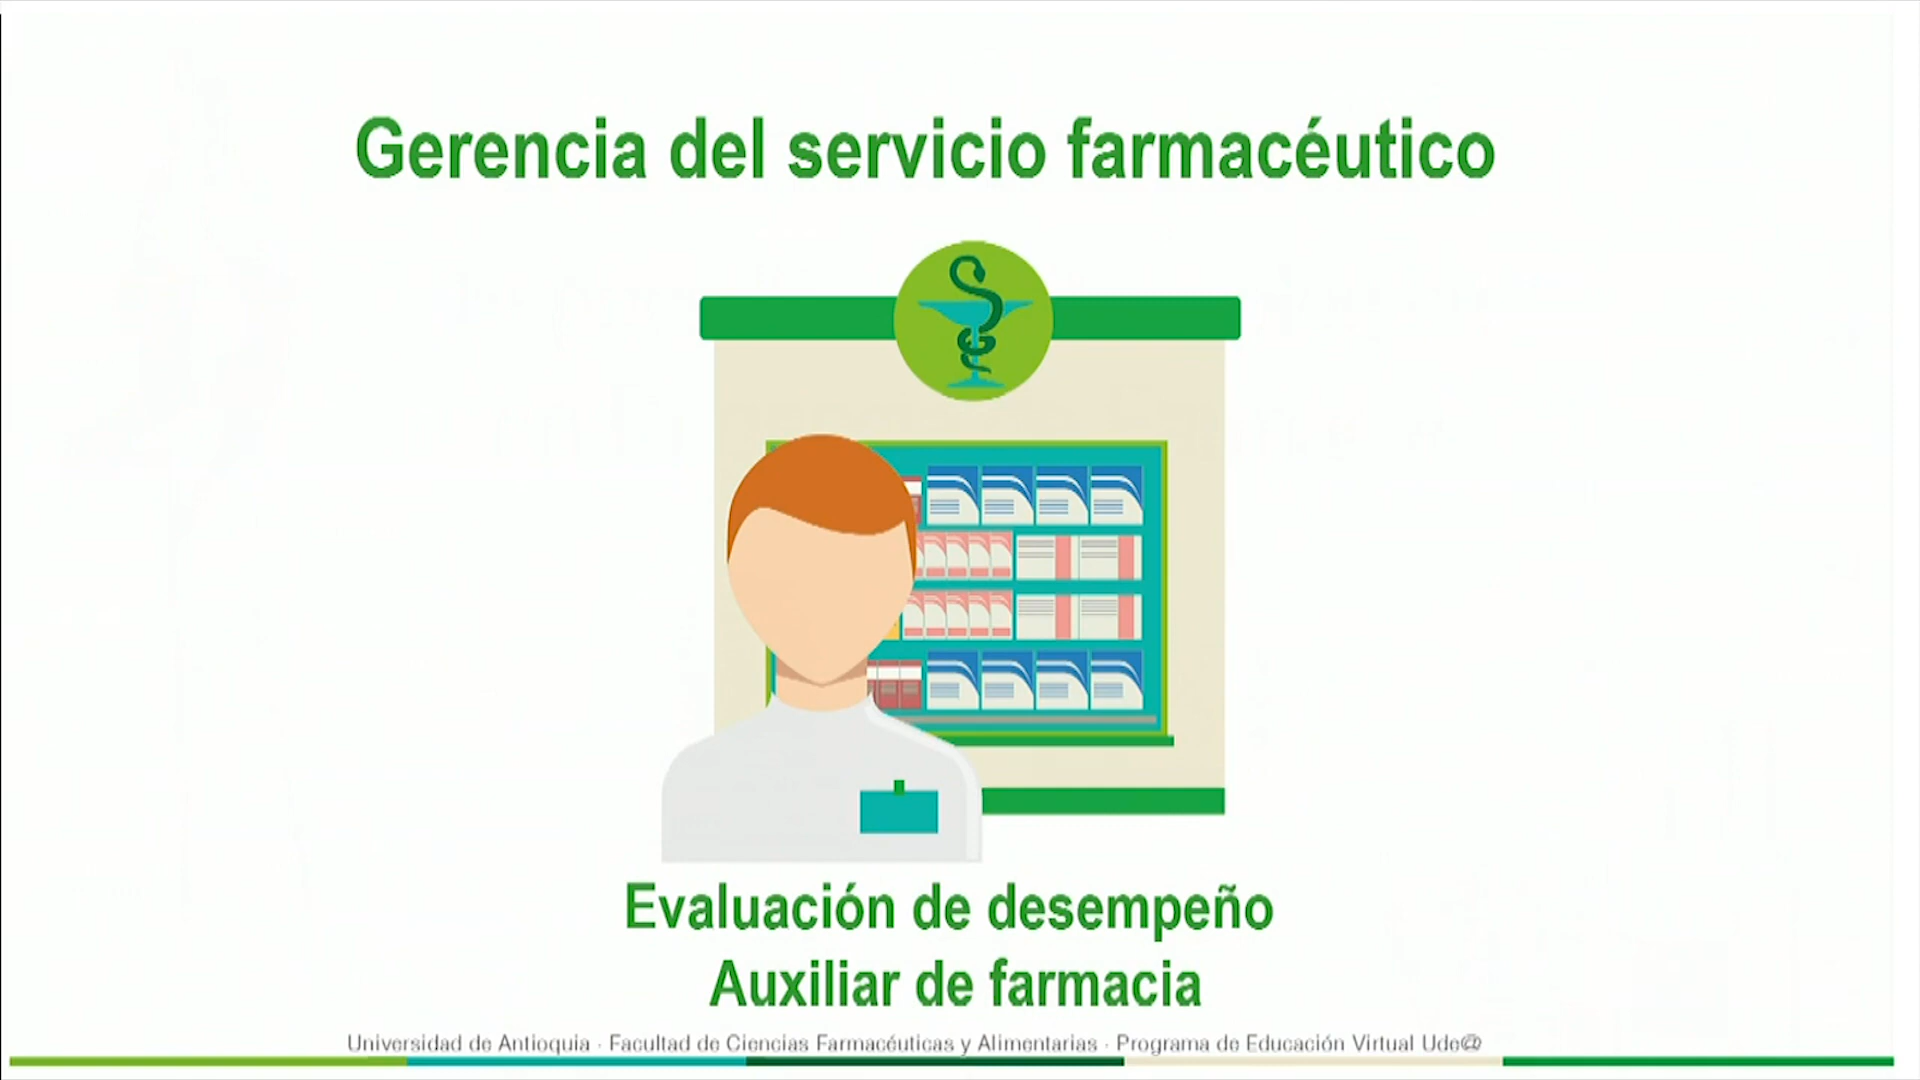 Gerencia del servicio farmacéutico
Evaluación de desempeño
Auxiliar de farmacia
Universidad de Antioquia · Facultad de Ciencias Farmacéuticas y Alimentarias · Programa de Educación Virtual Ude@